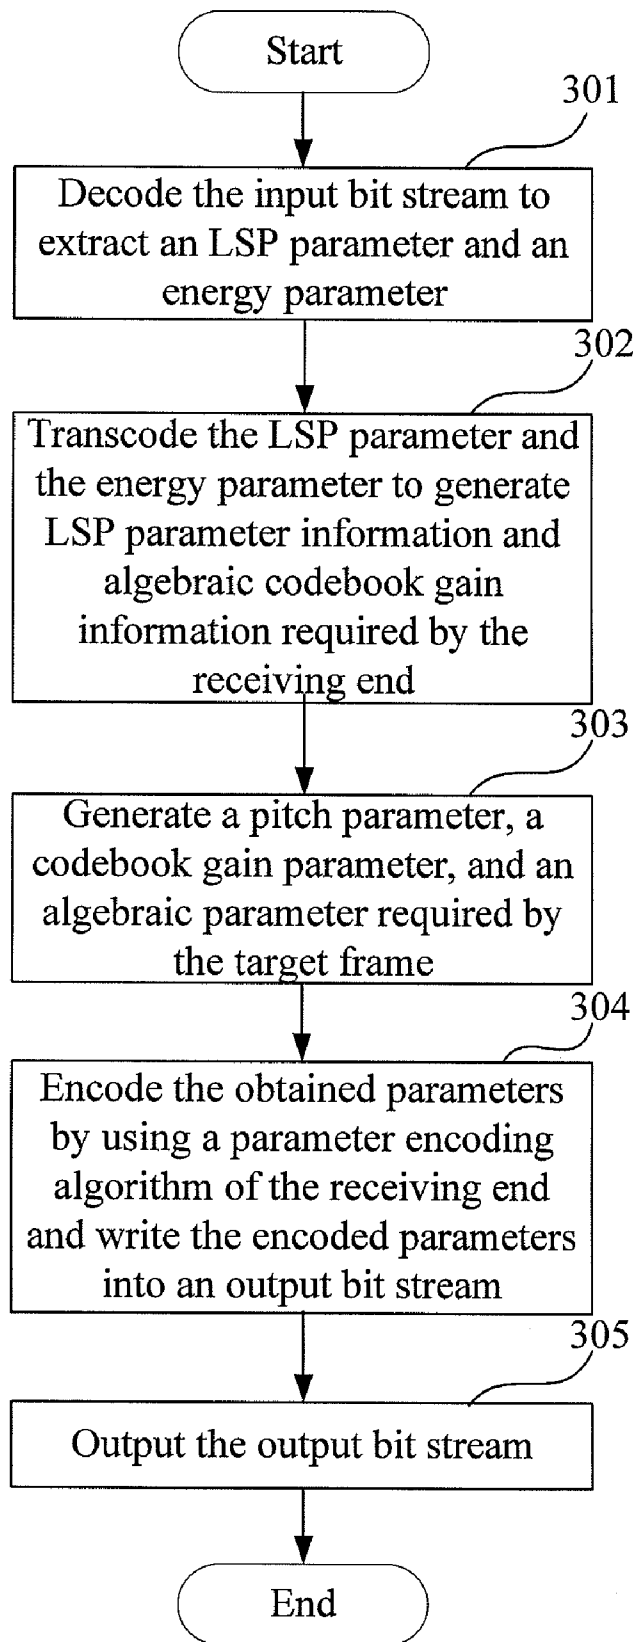 Start
301
Decode the input bit stream to
extract an LSP parameter and an
energy parameter
302
Transcode the LSP parameter and
the energy parameter to generate
LSP parameter information and
algebraic codebook gain
information required by the
receiving end
303
Generate a pitch parameter, a
codebook gain parameter, and an
algebraic parameter required by
the target frame
304
Encode the obtained parameters
by using a parameter encoding
algorithm of the receiving end
and write the encoded parameters
into an output bit stream
305
Output the output bit stream
End